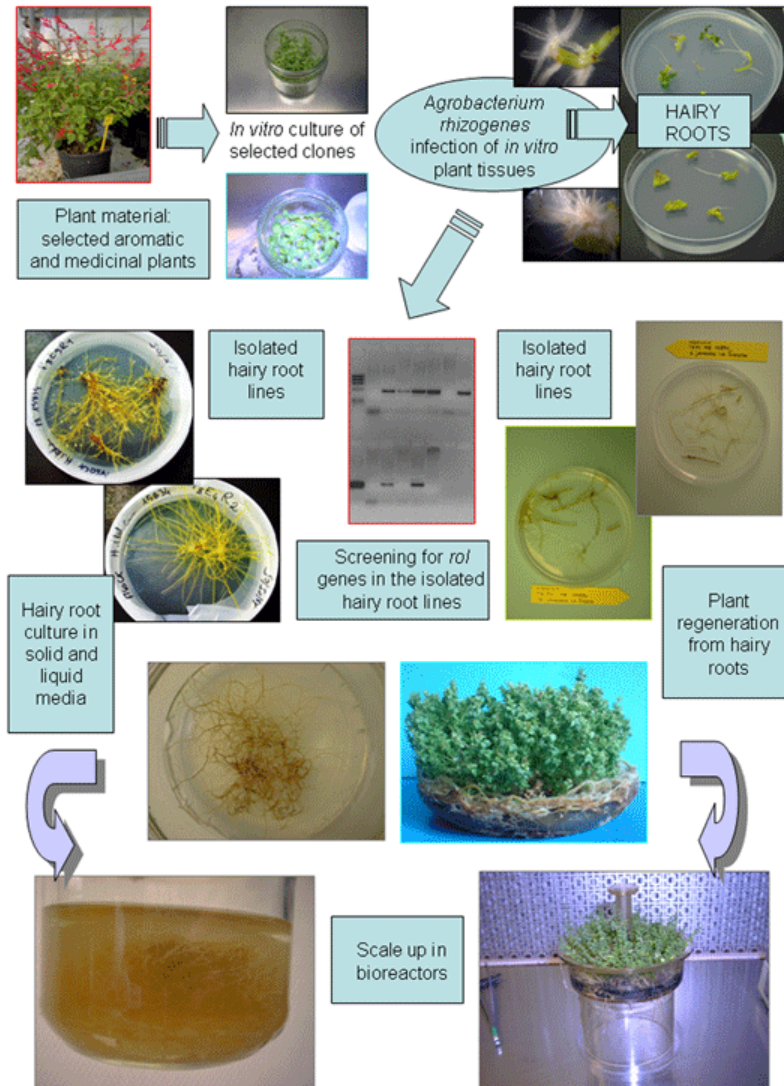 In vitro culture of
selected clones
Agrobacterium
rhizogenes
infection of in vitro
plant tissues
HAIRY
ROOTS
Plant material:
selected aromatic
and medicinal plants
Isolated
hairy root
lines
Isolated
hairy root
lines
Screening for rol
genes in the isolated
hairy root lines
Hairy root
culture in
solid and
liquid
media
Plant
regeneration
from hairy
roots
Scale up in
bioreactors